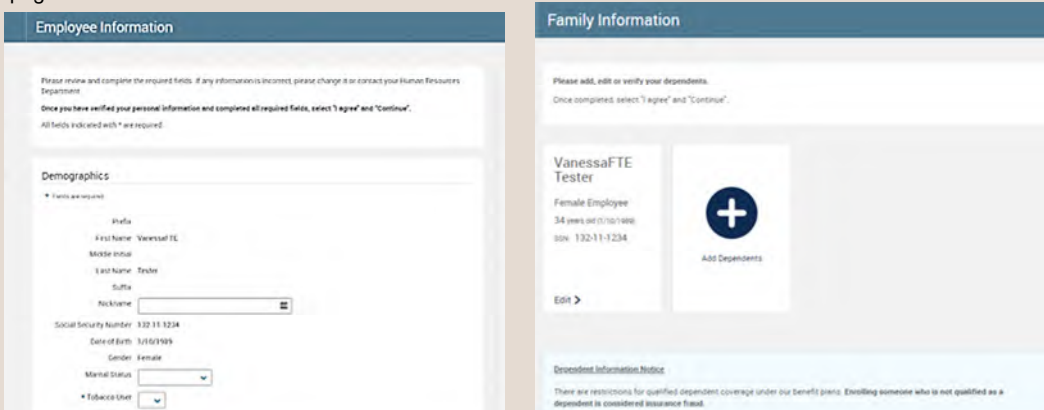 Employee Information
Please review and complete the required fields. If any information is incorrect, please change it or contact your Human Resources
Department
Once you have verified your personal information and completed all required fields, select "I agree" and "Continue".
All fields indicated with * are required
Demographics
* Fields are required
Prefix
First Name VanessaFTE
Middle Initial
Last Name Tester
Suffix
Nickname
Social Security Number 132-11-1234
Date of Birth 1/10/1989
Gender Female
Marital Status
* Tobacco User
Family Information
Please add, edit or verify your dependents.
Once completed, select "I agree" and "Continue".
VanessaFTE
Tester
Female Employee
34 years old (1/10/1989)
SSN: 132-11-1234
Edit >
Add Dependents
Dependent Information Notice
There are restrictions for qualified dependent coverage under our benefit plans. Enrolling someone who is not qualified as a
dependent is considered insurance fraud.